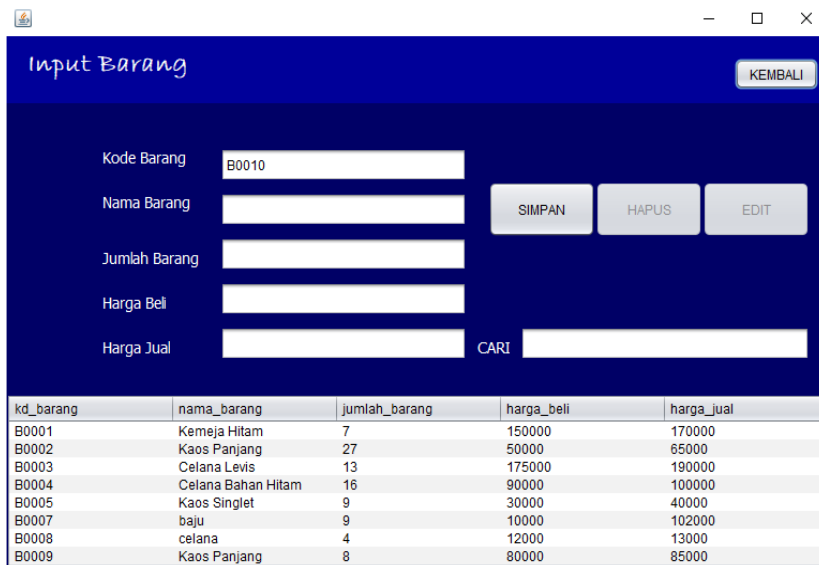 Input Barang
KEMBALI
Kode Barang B0010
Nama Barang
SIMPAN HAPUS EDIT
Jumlah Barang
Harga Beli
Harga Jual CARI
kd_barang nama_barang jumlah_barang harga_beli harga_jual
B0001 Kemeja Hitam 7 150000 170000
B0002 Kaos Panjang 27 50000 65000
B0003 Celana Levis 13 175000 190000
B0004 Celana Bahan Hitam 16 90000 100000
B0005 Kaos Singlet 9 30000 40000
B0007 baju 9 10000 102000
B0008 celana 4 12000 13000
B0009 Kaos Panjang 8 80000 85000